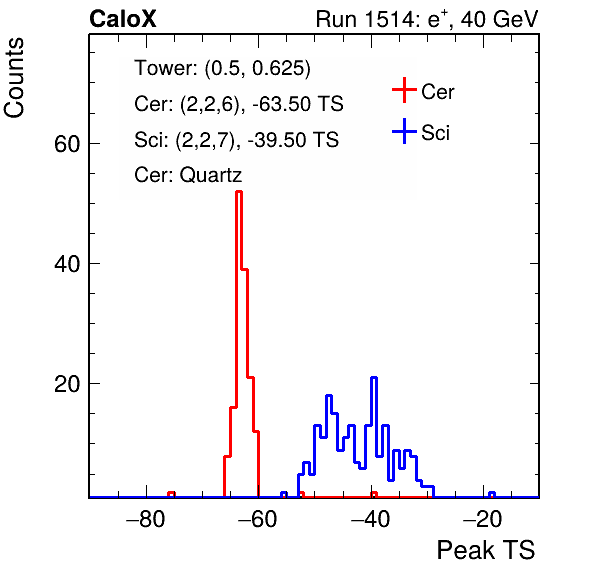 CaloX Run 1514: e⁺, 40 GeV
Counts
Tower: (0.5, 0.625)
Cer: (2,2,6), -63.50 TS
Sci: (2,2,7), -39.50 TS
Cer: Quartz
Cer
Sci
60
40
20
−80 −60 −40 −20
Peak TS